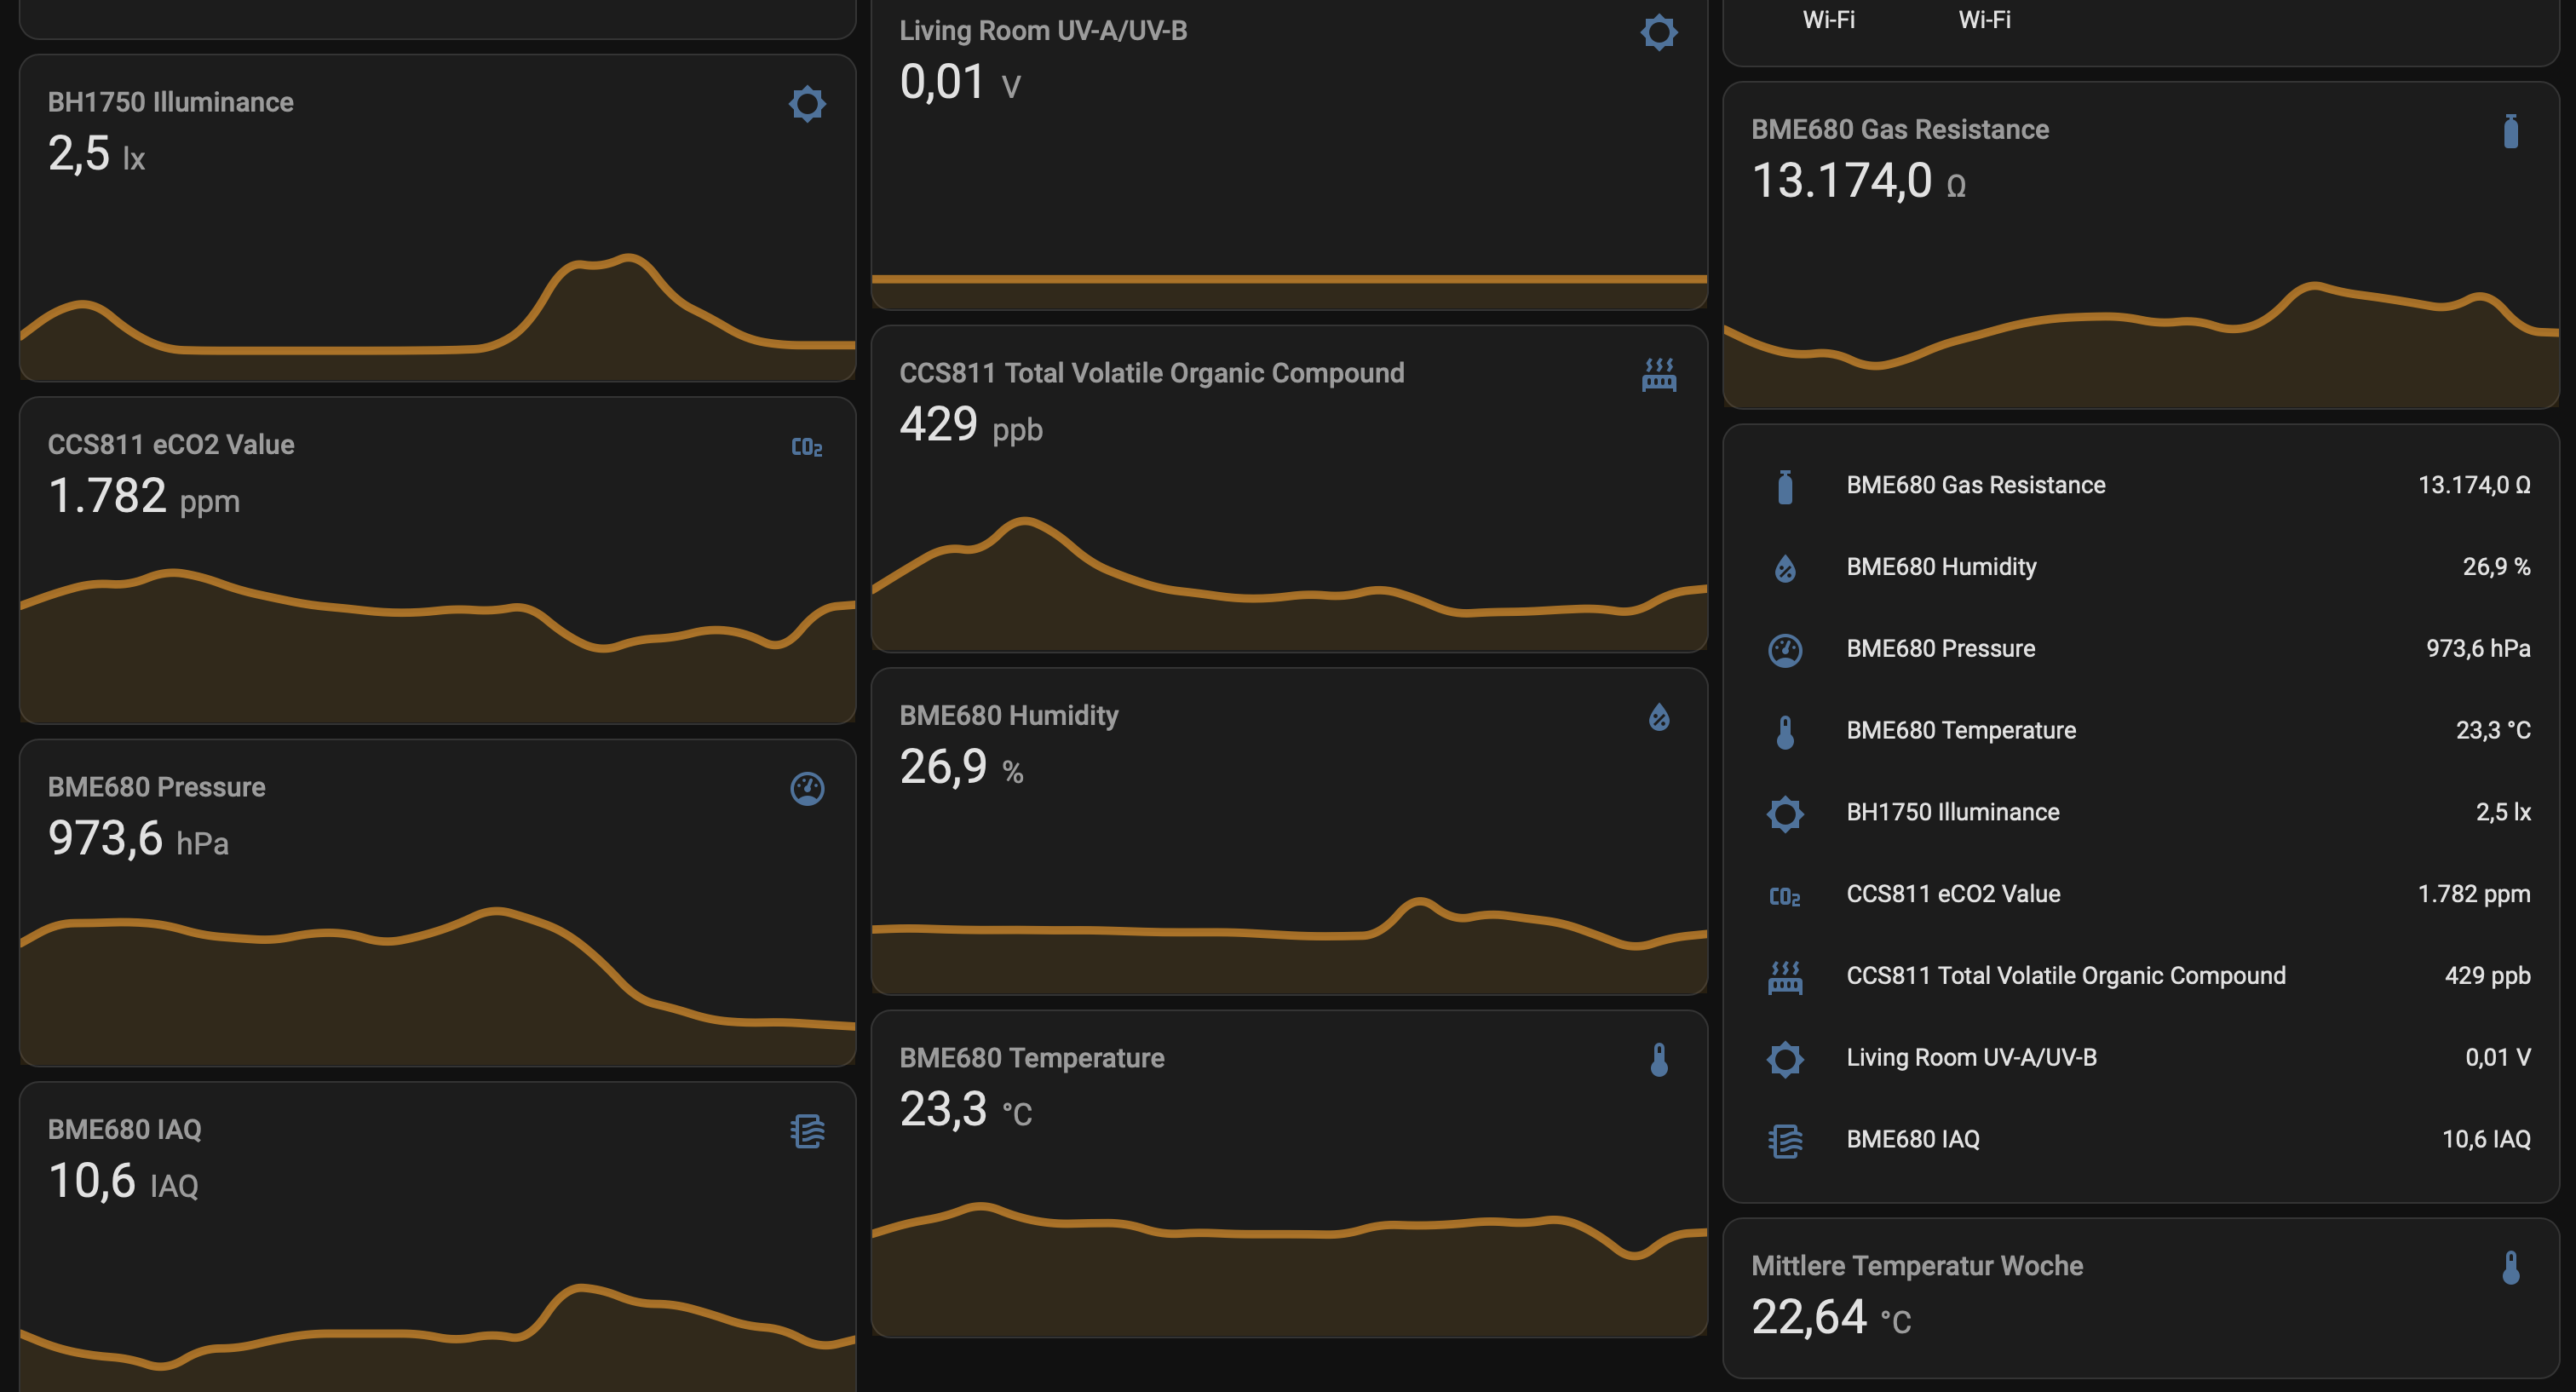 BH1750 Illuminance
2,5 lx
CCS811 eCO2 Value
CO2
1.782 ppm
BME680 Pressure
973,6 hPa
BME680 IAQ
10,6 IAQ
Living Room UV-A/UV-B
0,01 V
CCS811 Total Volatile Organic Compound
429 ppb
BME680 Humidity
26,9 %
BME680 Temperature
23,3 °C
Wi-Fi Wi-Fi
BME680 Gas Resistance
13.174,0 Ω
BME680 Gas Resistance 13.174,0 Ω
BME680 Humidity 26,9 %
BME680 Pressure 973,6 hPa
BME680 Temperature 23,3 °C
BH1750 Illuminance 2,5 lx
CO2 CCS811 eCO2 Value 1.782 ppm
CCS811 Total Volatile Organic Compound 429 ppb
Living Room UV-A/UV-B 0,01 V
BME680 IAQ 10,6 IAQ
Mittlere Temperatur Woche
22,64 °C